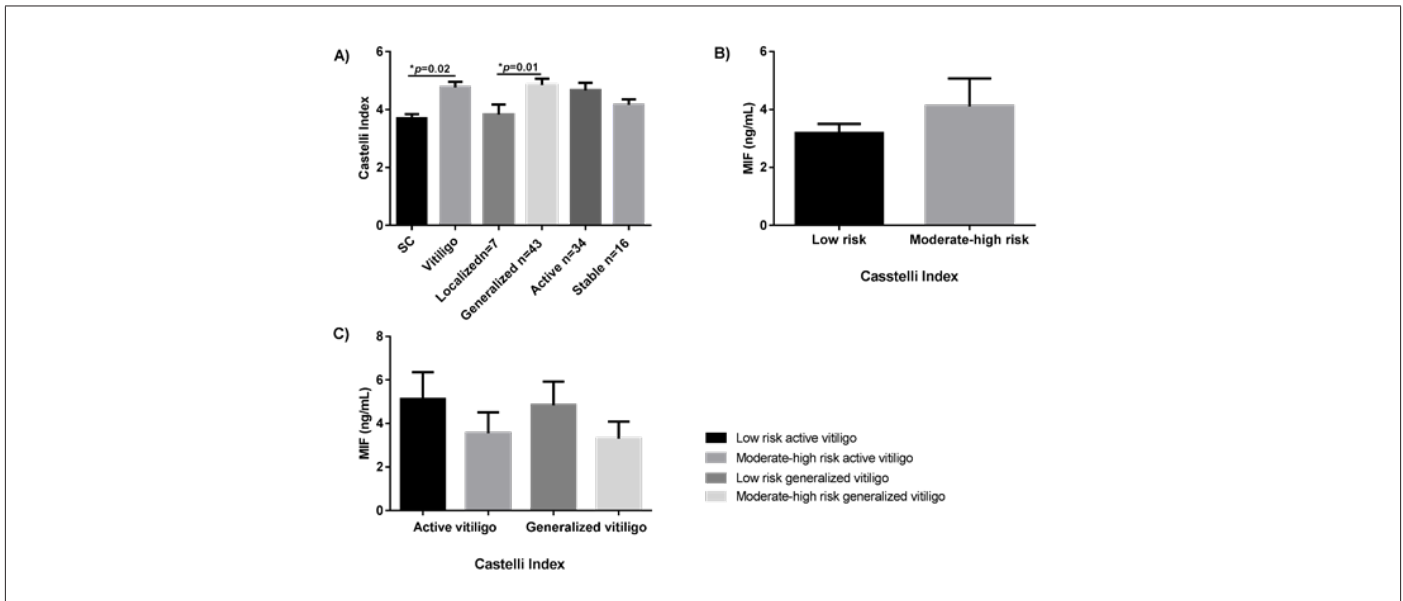 A)
6
4
2
0
Castelli Index
*p=0.02
*p=0.01
SC
Vitiligo
Localizedn=7
Generalized n=43
Active n=34
Stable n=16
B)
6
4
2
0
MIF (ng/mL)
Low risk
Moderate-high risk
Casstelli Index
C)
8
6
4
2
0
MIF (ng/mL)
Active vitiligo
Generalized vitiligo
Castelli Index
Low risk active vitiligo
Moderate-high risk active vitiligo
Low risk generalized vitiligo
Moderate-high risk generalized vitiligo